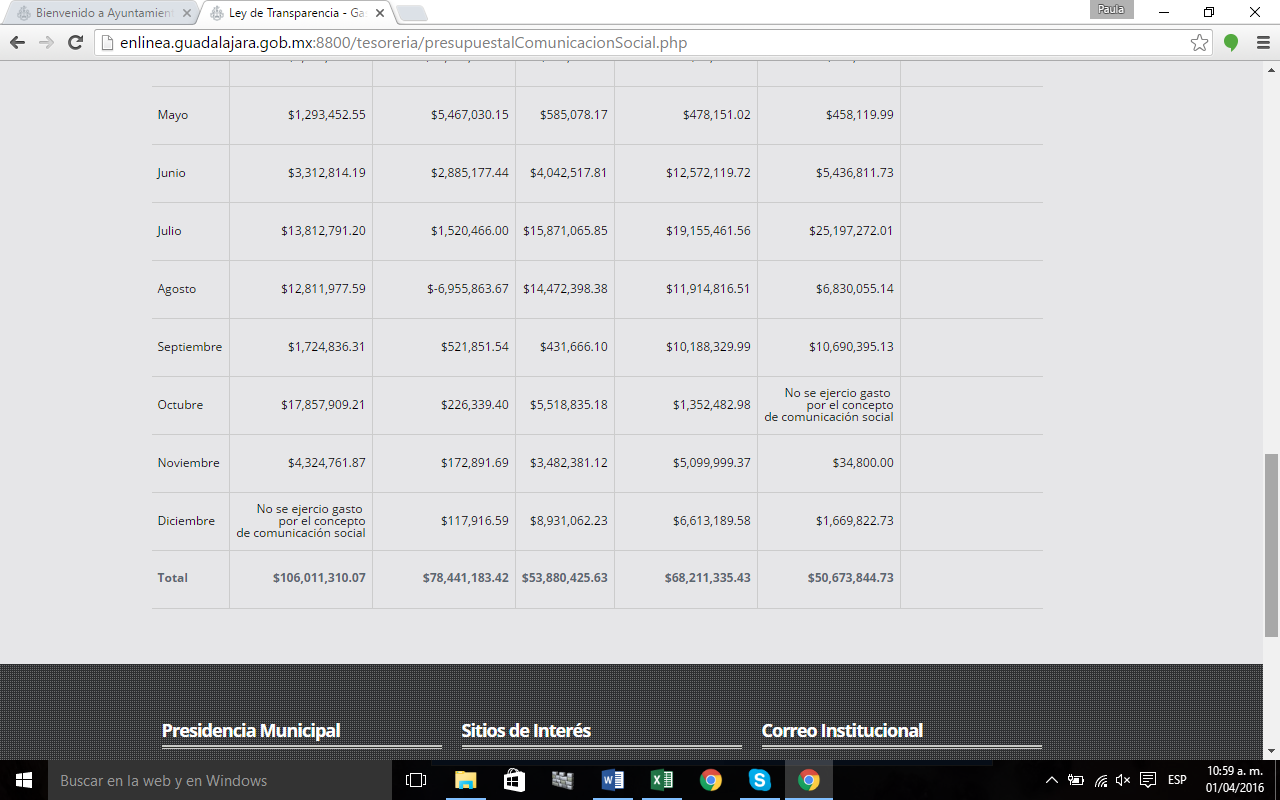 Bienvenido a Ayuntamien
Ley de Transparencia - Ga
Paula
enlinea.guadalajara.gob.mx:8800/tesoreria/presupuestalComunicacionSocial.php
Mayo $1,293,452.55 $5,467,030.15 $585,078.17 $478,151.02 $458,119.99
Junio $3,312,814.19 $2,885,177.44 $4,042,517.81 $12,572,119.72 $5,436,811.73
Julio $13,812,791.20 $1,520,466.00 $15,871,065.85 $19,155,461.56 $25,197,272.01
Agosto $12,811,977.59 $-6,955,863.67 $14,472,398.38 $11,914,816.51 $6,830,055.14
Septiembre $1,724,836.31 $521,851.54 $431,666.10 $10,188,329.99 $10,690,395.13
Octubre $17,857,909.21 $226,339.40 $5,518,835.18 $1,352,482.98 No se ejercio gasto
por el concepto
de comunicación social
Noviembre $4,324,761.87 $172,891.69 $3,482,381.12 $5,099,999.37 $34,800.00
Diciembre No se ejercio gasto
por el concepto
de comunicación social
$117,916.59 $8,931,062.23 $6,613,189.58 $1,669,822.73
Total $106,011,310.07 $78,441,183.42 $53,880,425.63 $68,211,335.43 $50,673,844.73
Presidencia Municipal Sitios de Interés Correo Institucional
Buscar en la web y en Windows
ESP
10:59 a. m.
01/04/2016